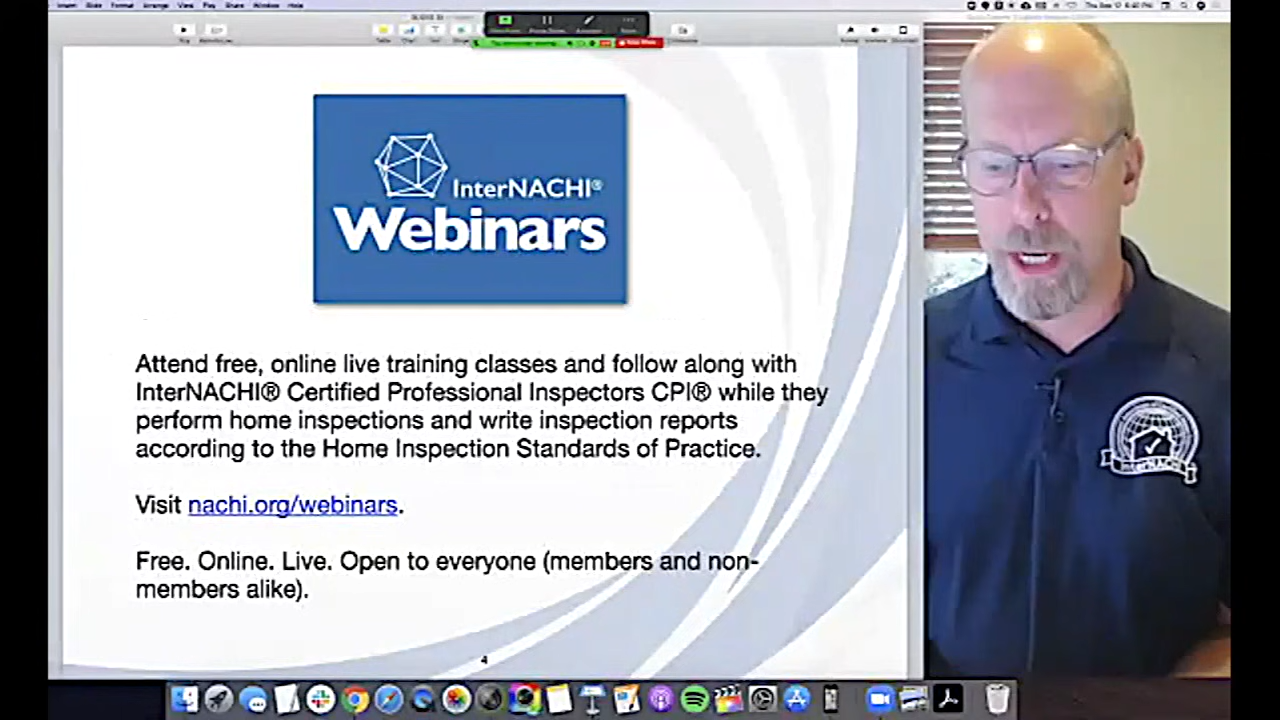 InterNACHI®
Webinars
Attend free, online live training classes and follow along with
InterNACHI® Certified Professional Inspectors CPI® while they
perform home inspections and write inspection reports
according to the Home Inspection Standards of Practice.
Visit nachi.org/webinars.
Free. Online. Live. Open to everyone (members and non-
members alike).
4
InterNACHI